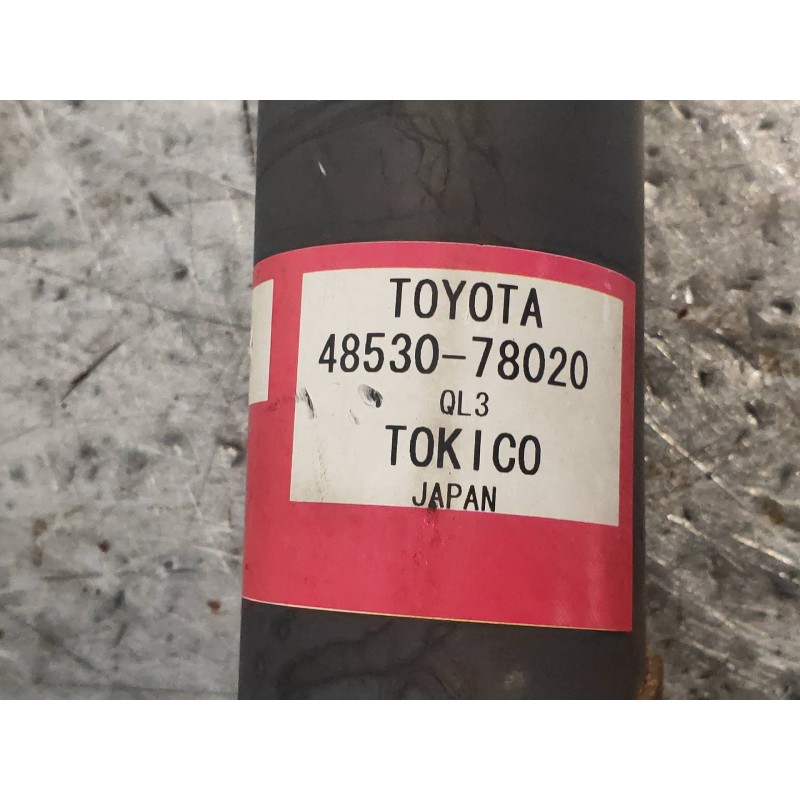 TOYOTA
48530-78020
QL3
TOKICO
JAPAN